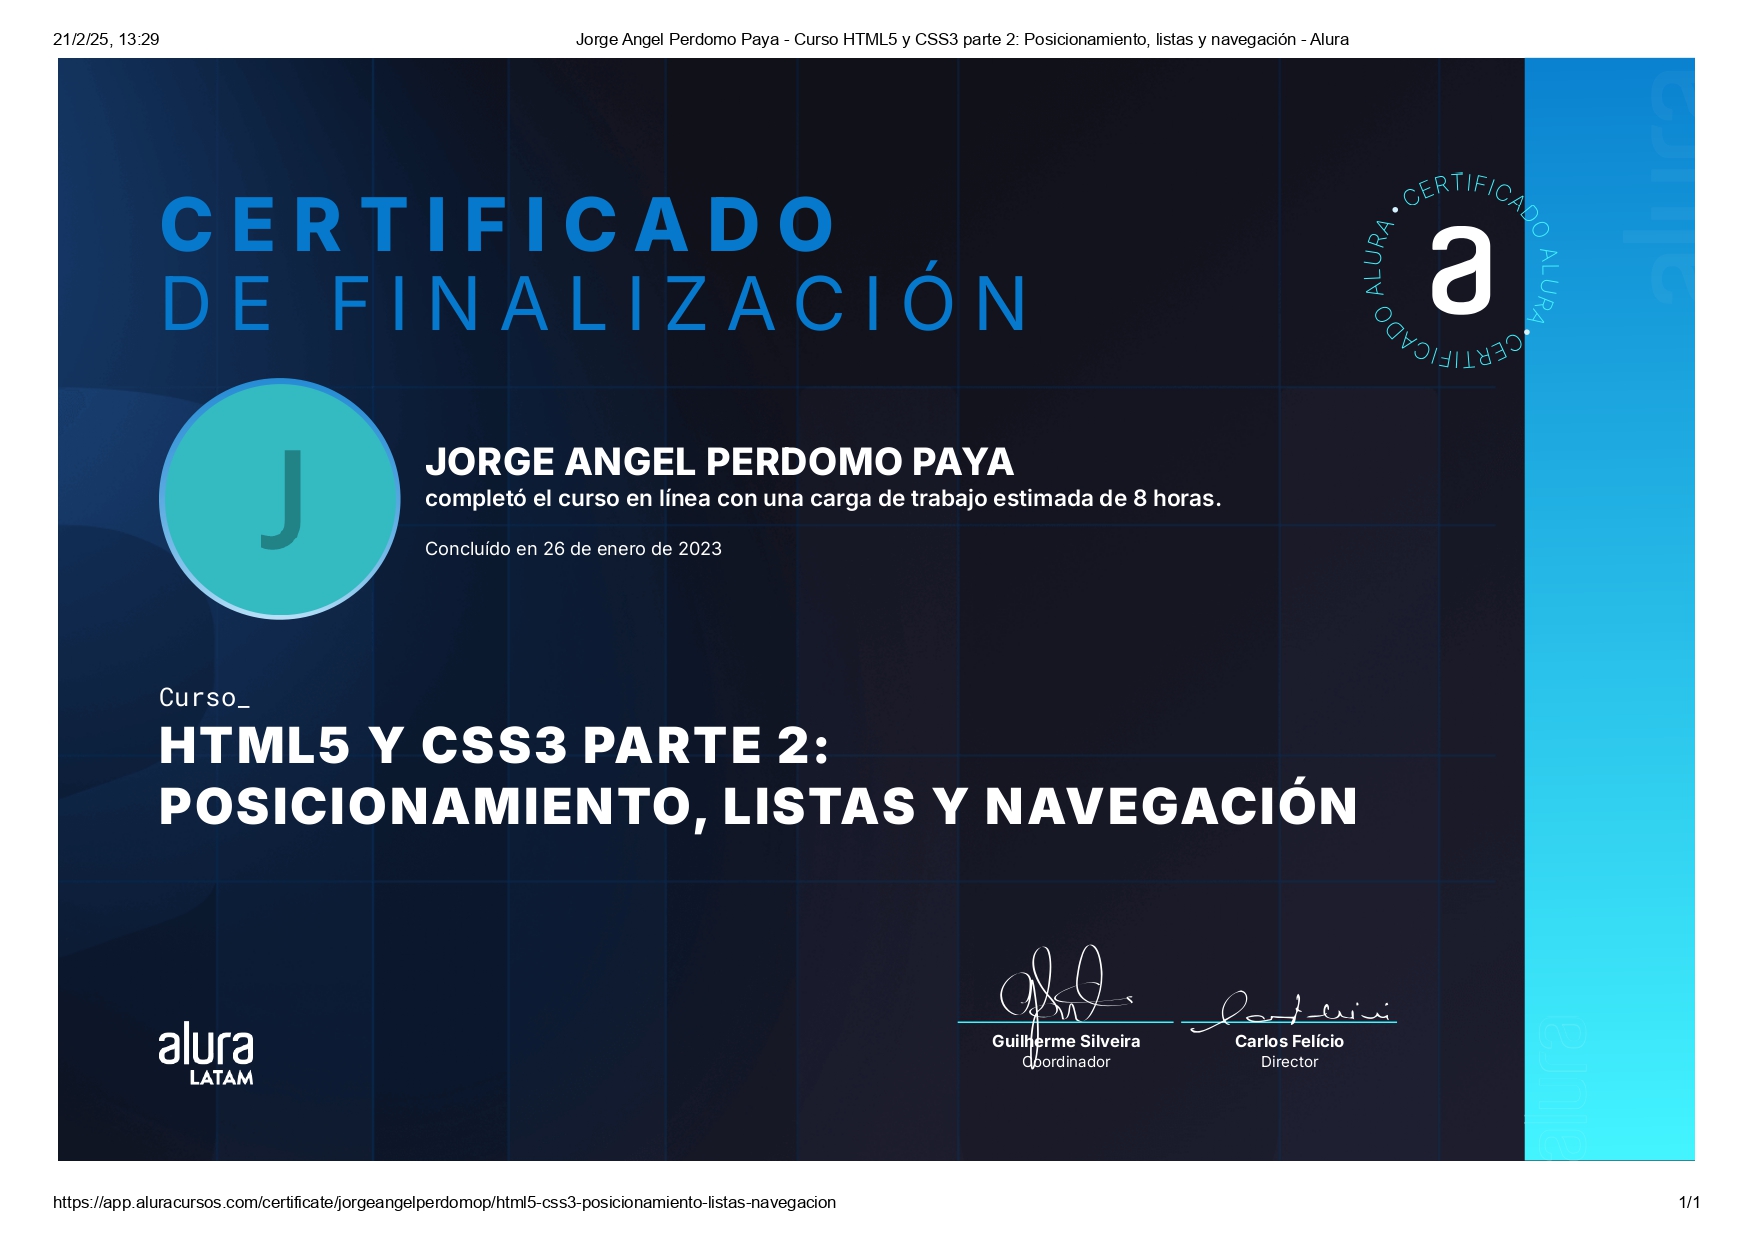 21/2/25, 13:29
Jorge Angel Perdomo Paya - Curso HTML5 y CSS3 parte 2: Posicionamiento, listas y navegación - Alura
CERTIFICADO
DE FINALIZACIÓN
CERTIFICADO ALURA • CERTIFICADO ALURA •
a
alura
J
JORGE ANGEL PERDOMO PAYA
completó el curso en línea con una carga de trabajo estimada de 8 horas.
Concluído en 26 de enero de 2023
Curso_
HTML5 Y CSS3 PARTE 2:
POSICIONAMIENTO, LISTAS Y NAVEGACIÓN
alura
LATAM
Guilherme Silveira
Coordinador
Carlos Felício
Director
alura
https://app.aluracursos.com/certificate/jorgeangelperdomop/html5-css3-posicionamiento-listas-navegacion
1/1